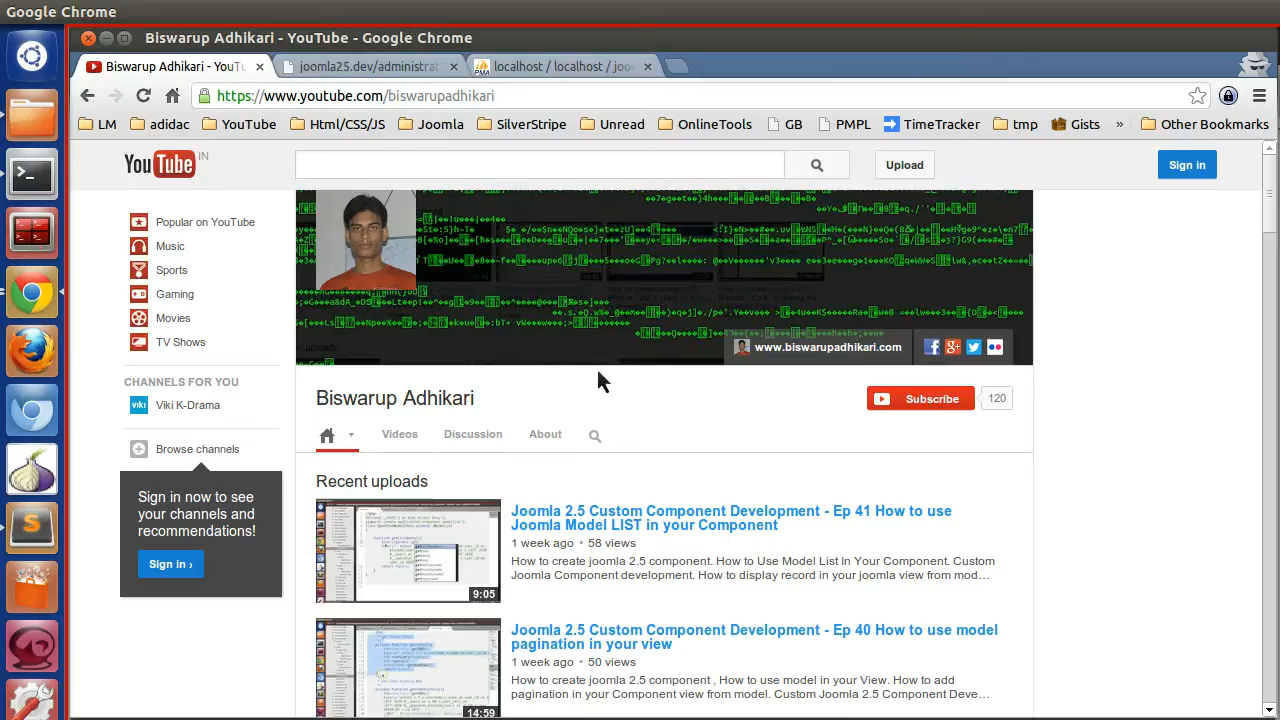 Google Chrome
Biswarup Adhikari - YouTube - Google Chrome
Biswarup Adhikari - YouTu
joomla25.dev/administrat
localhost / localhost / joo
PMA
https://www.youtube.com/biswarupadhikari
LM
adidac
YouTube
Html/CSS/JS
Joomla
SilverStripe
Unread
OnlineTools
GB
PMPL
TimeTracker
tmp
Gists
»
Other Bookmarks
YouTube IN
Upload
Sign in
Popular on YouTube
Music
Sports
Gaming
Movies
TV Shows
CHANNELS FOR YOU
viki
Viki K-Drama
Browse channels
Sign in now to see
your channels and
recommendations!
Sign in ›
www.biswarupadhikari.com
Biswarup Adhikari
Subscribe
120
Videos
Discussion
About
Recent uploads
Joomla 2.5 Custom Component Development - Ep 41 How to use
Joomla Model LIST in your Component
1 week ago • 58 views
How to create joomla 2.5 component. How to Use Model List in your Component. Custom
Joomla Component development. How to display record in your joomla view from mod…
9:05
Joomla 2.5 Custom Component Development - Ep 40 How to use model
pagination in your view
1 week ago • 50 views
How to create joomla 2.5 component , How to use model in your View. How to add
pagination in your Component View from model. Custom Joomla 2.5 Component Deve…
14:59